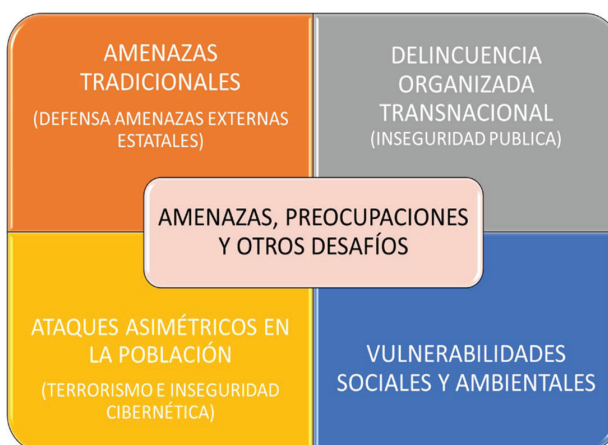 AMENAZAS
TRADICIONALES
(DEFENSA AMENAZAS EXTERNAS
ESTATALES)
DELINCUENCIA
ORGANIZADA
TRANSNACIONAL
(INSEGURIDAD PUBLICA)
AMENAZAS, PREOCUPACIONES
Y OTROS DESAFÍOS
ATAQUES ASIMÉTRICOS EN
LA POBLACIÓN
(TERRORISMO E INSEGURIDAD
CIBERNÉTICA)
VULNERABILIDADES
SOCIALES Y AMBIENTALES